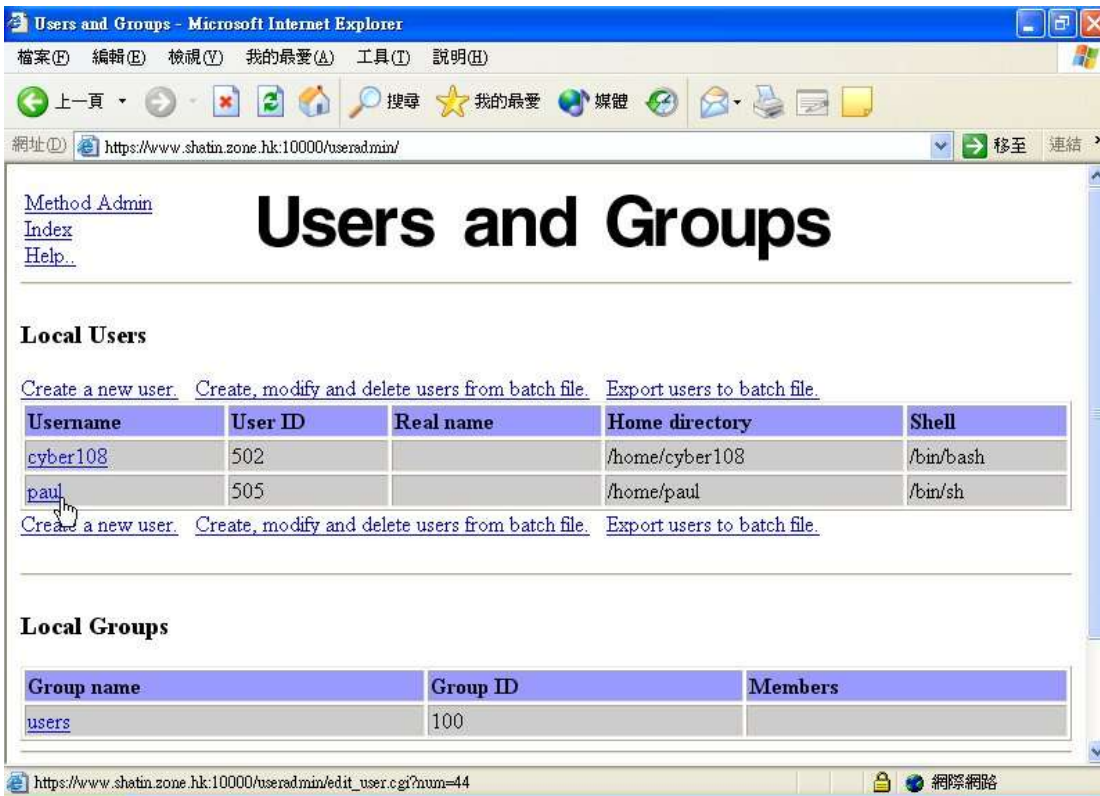 Users and Groups - Microsoft Internet Explorer
檔案(F) 編輯(E) 檢視(V) 我的最愛(A) 工具(T) 說明(H)
上一頁 搜尋 我的最愛 媒體
網址(D) https://www.shatin.zone.hk:10000/useradmin/ 移至 連結
Method Admin
Index
Help..
Users and Groups
Local Users
Create a new user. Create, modify and delete users from batch file. Export users to batch file.
Username User ID Real name Home directory Shell
cyber108 502 /home/cyber108 /bin/bash
paul 505 /home/paul /bin/sh
Create a new user. Create, modify and delete users from batch file. Export users to batch file.
Local Groups
Group name Group ID Members
users 100
https://www.shatin.zone.hk:10000/useradmin/edit_user.cgi?num=44 網際網路